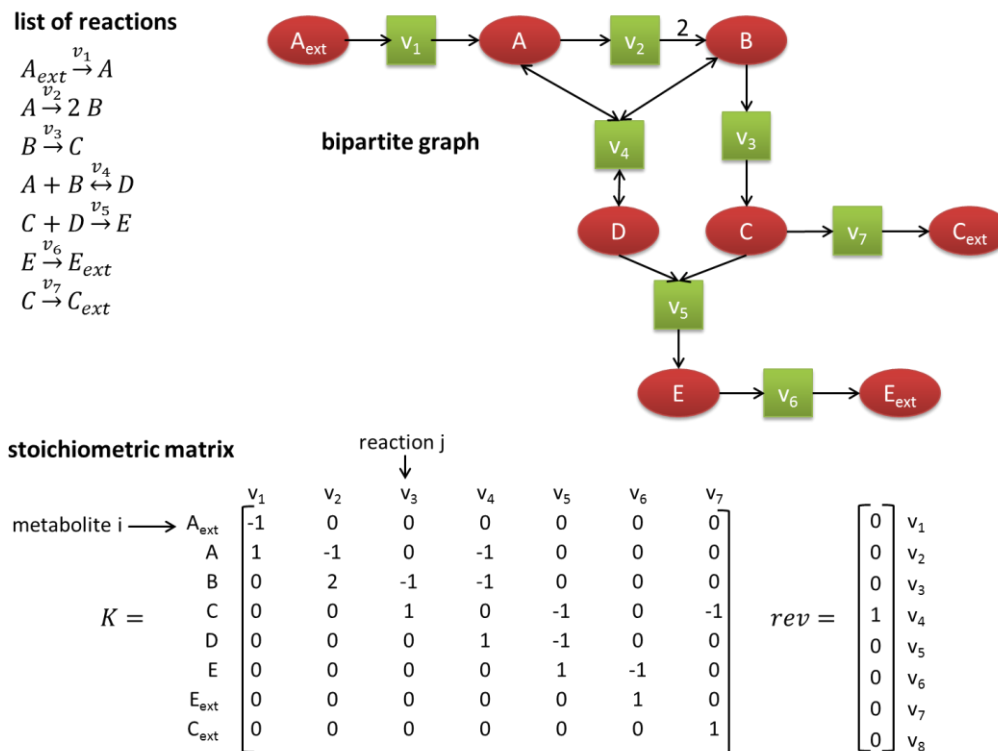 list of reactions
A_ext →^v₁ A
A →^v₂ 2 B
B →^v₃ C
A + B ↔^v₄ D
C + D →^v₅ E
E →^v₆ E_ext
C →^v₇ C_ext
bipartite graph
A_ext v₁ A v₂ 2 B
v₄ v₃
D C v₇ C_ext
v₅
E v₆ E_ext
stoichiometric matrix
reaction j
v₁ v₂ v₃ v₄ v₅ v₆ v₇
metabolite i A_ext -1 0 0 0 0 0 0
A 1 -1 0 -1 0 0 0
B 0 2 -1 -1 0 0 0
K = C 0 0 1 0 -1 0 -1
D 0 0 0 1 -1 0 0
E 0 0 0 0 1 -1 0
E_ext 0 0 0 0 0 1 0
C_ext 0 0 0 0 0 0 1
rev =
0 v₁
0 v₂
0 v₃
1 v₄
0 v₅
0 v₆
0 v₇
0 v₈